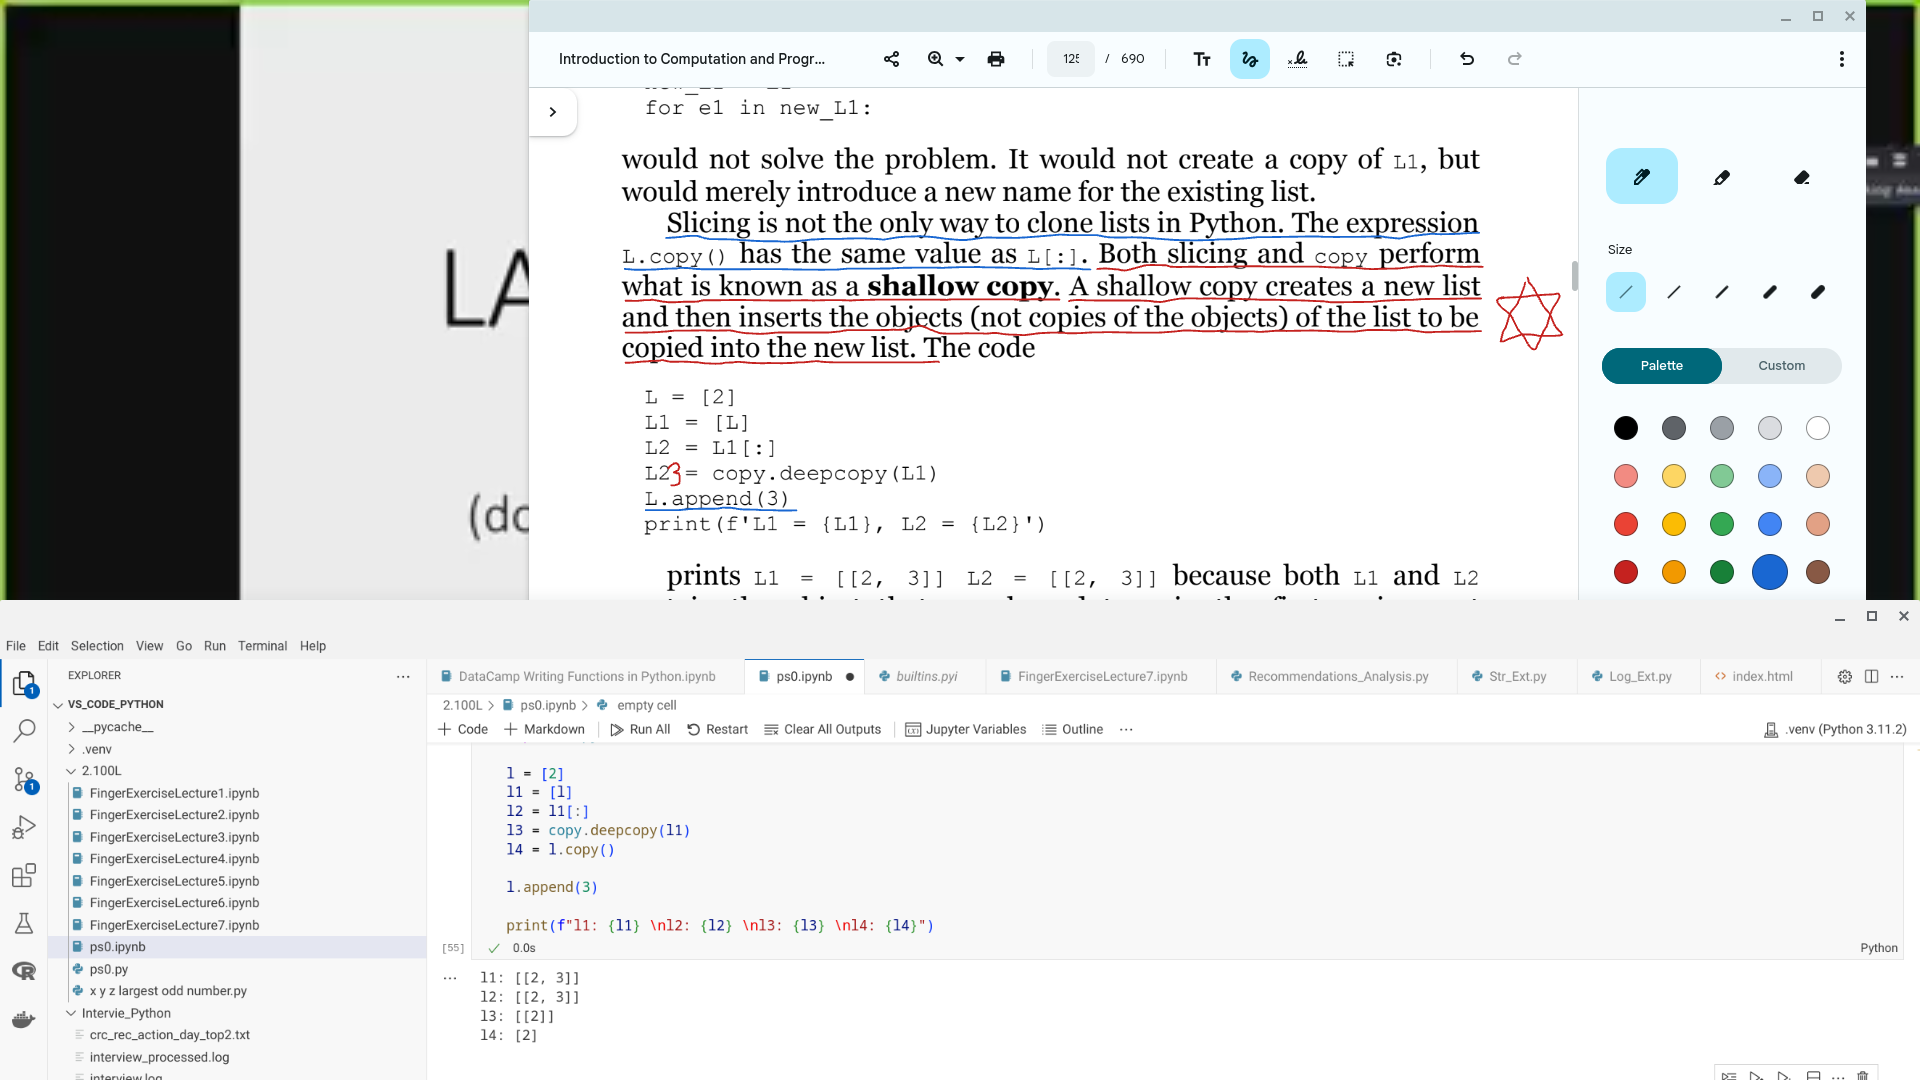 Introduction to Computation and Progr...
125 / 690
for e1 in new_L1:
would not solve the problem. It would not create a copy of L1, but
would merely introduce a new name for the existing list.
Slicing is not the only way to clone lists in Python. The expression
L.copy() has the same value as L[:]. Both slicing and copy perform
what is known as a shallow copy. A shallow copy creates a new list
and then inserts the objects (not copies of the objects) of the list to be
copied into the new list. The code
L = [2]
L1 = [L]
L2 = L1[:]
L23= copy.deepcopy(L1)
L.append(3)
print(f'L1 = {L1}, L2 = {L2}')
prints L1 = [[2, 3]] L2 = [[2, 3]] because both L1 and L2
Size
Palette
Custom
LA
(do
File Edit Selection View Go Run Terminal Help
EXPLORER
VS_CODE_PYTHON
__pycache__
.venv
2.100L
FingerExerciseLecture1.ipynb
FingerExerciseLecture2.ipynb
FingerExerciseLecture3.ipynb
FingerExerciseLecture4.ipynb
FingerExerciseLecture5.ipynb
FingerExerciseLecture6.ipynb
FingerExerciseLecture7.ipynb
ps0.ipynb
ps0.py
x y z largest odd number.py
Intervie_Python
crc_rec_action_day_top2.txt
interview_processed.log
interview.log
DataCamp Writing Functions in Python.ipynb
ps0.ipynb
builtins.pyi
FingerExerciseLecture7.ipynb
Recommendations_Analysis.py
Str_Ext.py
Log_Ext.py
index.html
2.100L > ps0.ipynb > empty cell
+ Code + Markdown Run All Restart Clear All Outputs Jupyter Variables Outline ... .venv (Python 3.11.2)
l = [2]
l1 = [l]
l2 = l1[:]
l3 = copy.deepcopy(l1)
l4 = l.copy()
l.append(3)
print(f"l1: {l1} \nl2: {l2} \nl3: {l3} \nl4: {l4}")
[55] 0.0s Python
l1: [[2, 3]]
l2: [[2, 3]]
l3: [[2]]
l4: [2]